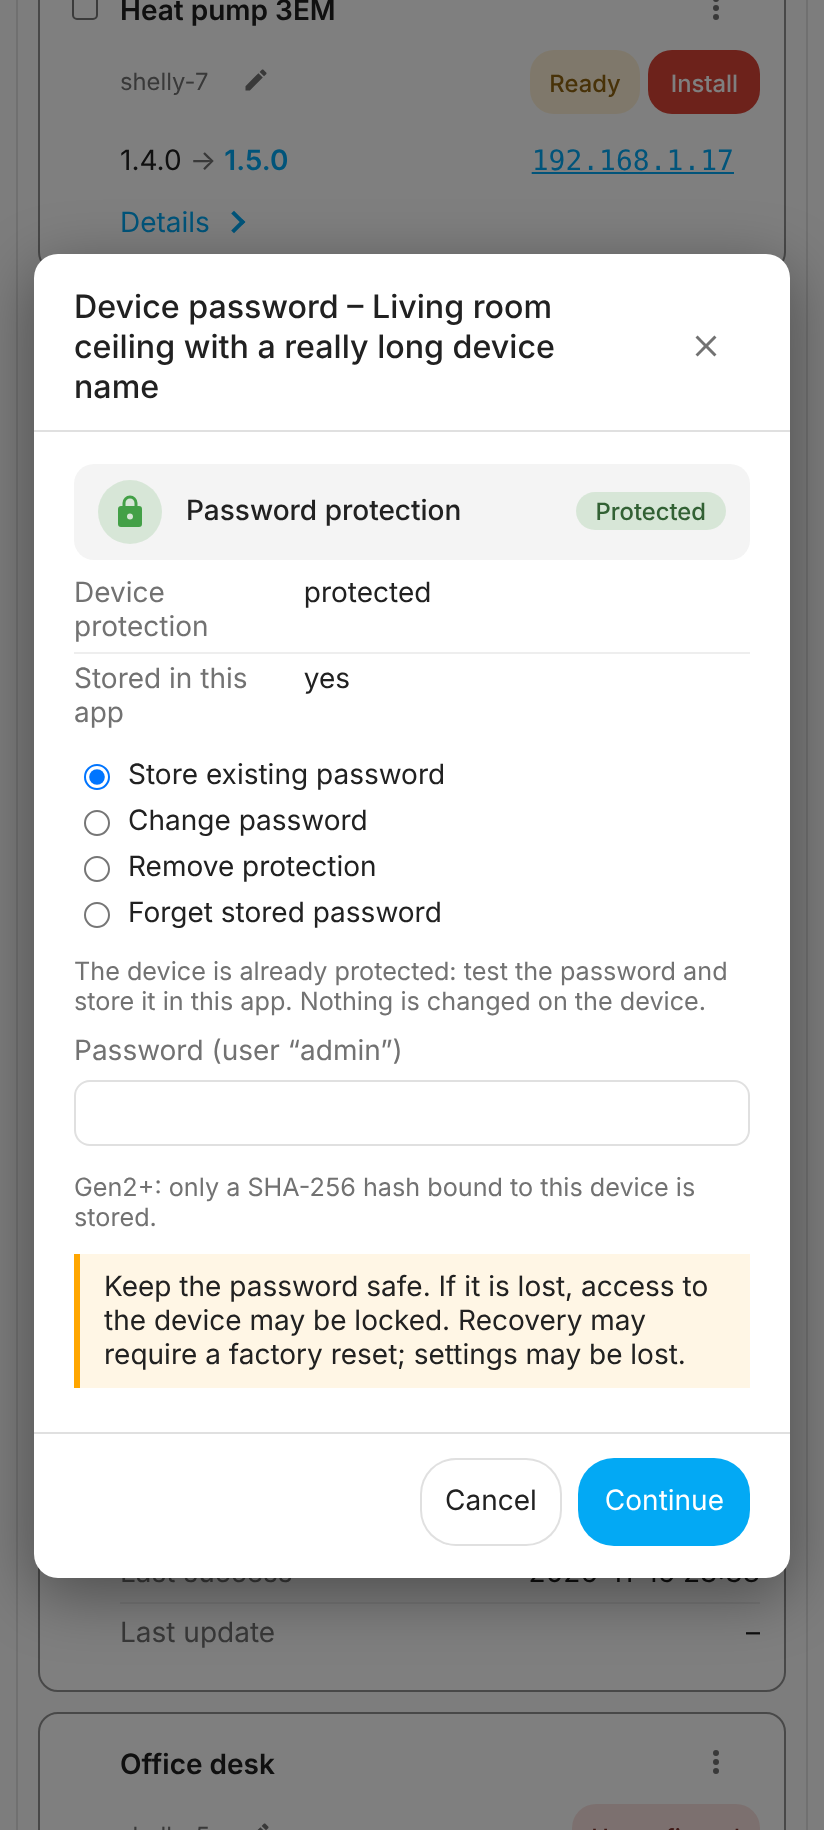 Heat pump 3EM
shelly-7
Ready
Install
1.4.0 → 1.5.0
192.168.1.17
Details
Device password – Living room
ceiling with a really long device
name
Password protection
Protected
Device
protection
protected
Stored in this
app
yes
Store existing password
Change password
Remove protection
Forget stored password
The device is already protected: test the password and
store it in this app. Nothing is changed on the device.
Password (user “admin”)
Gen2+: only a SHA-256 hash bound to this device is
stored.
Keep the password safe. If it is lost, access to
the device may be locked. Recovery may
require a factory reset; settings may be lost.
Cancel
Continue
Last update
–
Office desk